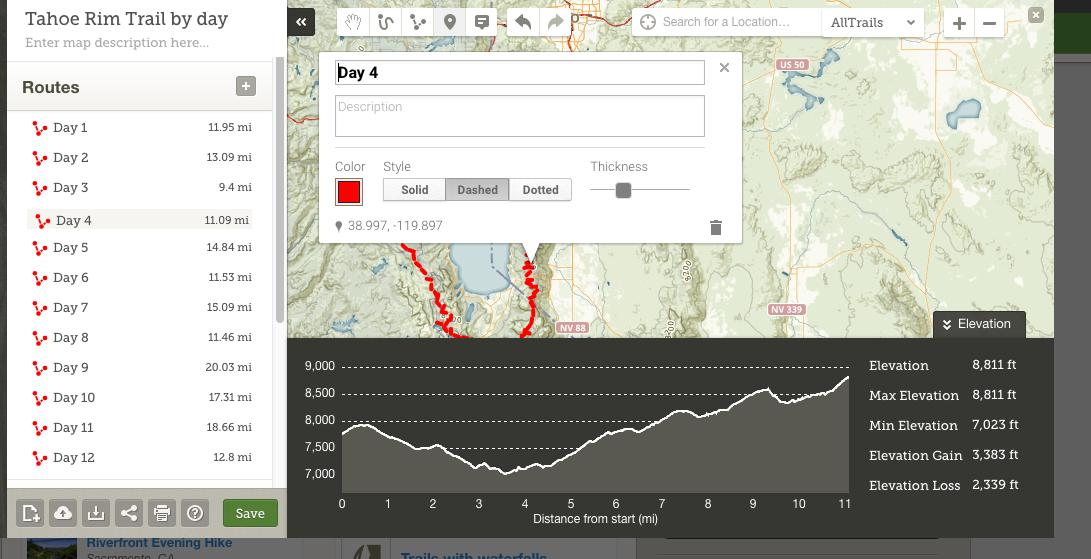 Tahoe Rim Trail by day
Enter map description here...
Routes
Day 1 11.95 mi
Day 2 13.09 mi
Day 3 9.4 mi
Day 4 11.09 mi
Day 5 14.84 mi
Day 6 11.53 mi
Day 7 15.09 mi
Day 8 11.46 mi
Day 9 20.03 mi
Day 10 17.31 mi
Day 11 18.66 mi
Day 12 12.8 mi
Save
Search for a Location...
AllTrails
US 50
Day 4
Description
Color Style Thickness
Solid Dashed Dotted
38.997, -119.897
NV 339
NV 88
Elevation
9,000
8,500
8,000
7,500
7,000
0 1 2 3 4 5 6 7 8 9 10 11
Distance from start (mi)
Elevation 8,811 ft
Max Elevation 8,811 ft
Min Elevation 7,023 ft
Elevation Gain 3,383 ft
Elevation Loss 2,339 ft
Riverfront Evening Hike
Sacramento, CA
Trails with waterfalls